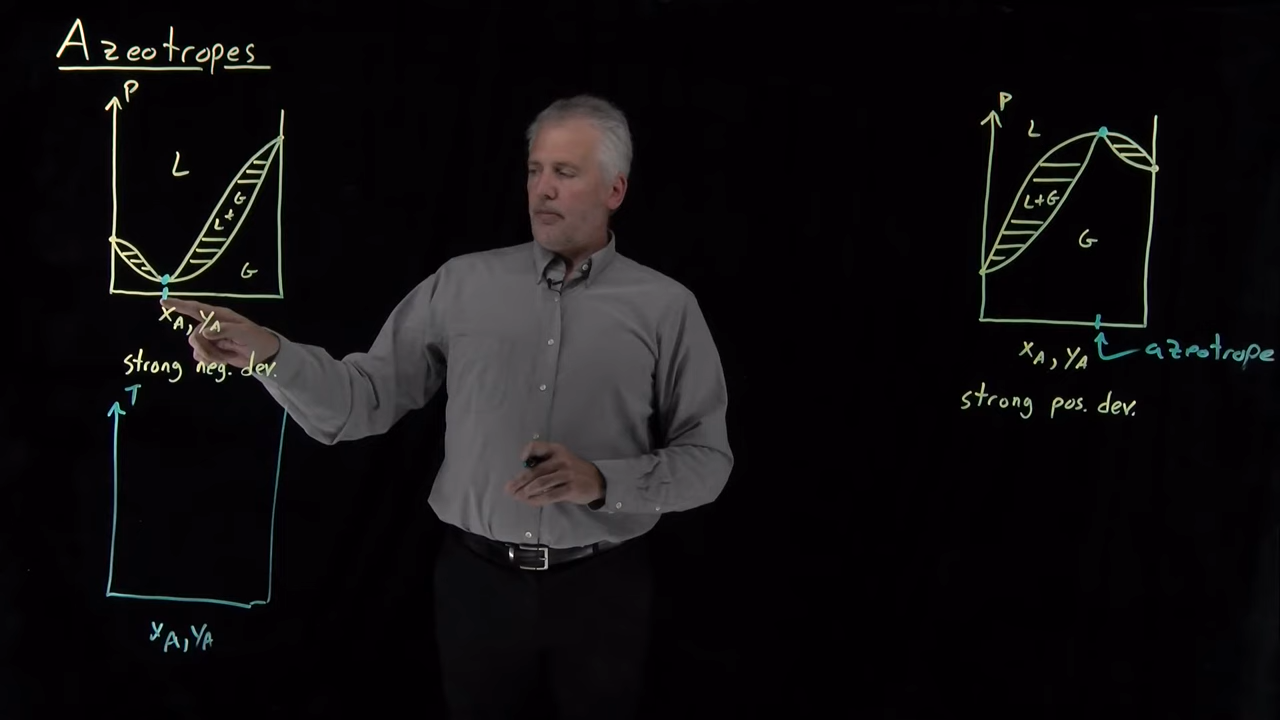 Azeotropes
P
L
L+G
G
xA, yA
strong neg. dev.
T
xA, yA
P
L
L+G
G
xA, yA
azeotrope
strong pos. dev.